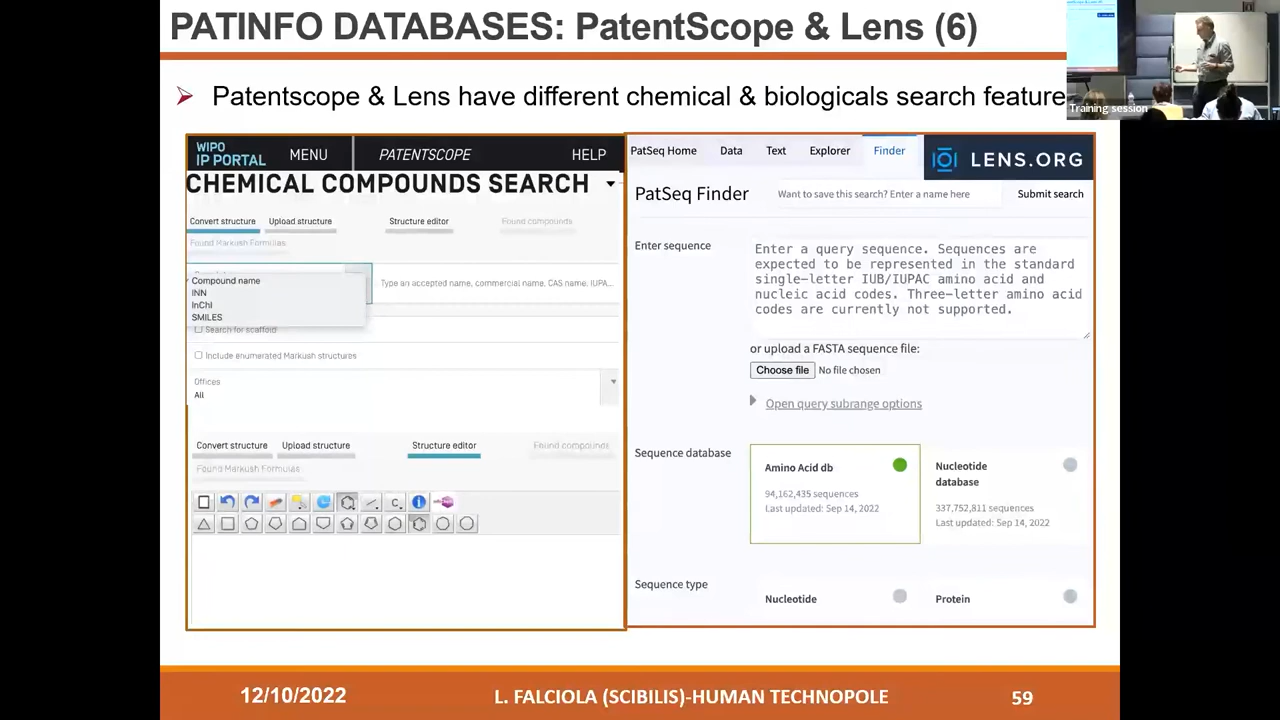 PATINFO DATABASES: PatentScope & Lens (6)
Training session
➤ Patentscope & Lens have different chemical & biologicals search feature
WIPO
IP PORTAL
MENU
PATENTSCOPE
HELP
CHEMICAL COMPOUNDS SEARCH
Convert structure
Upload structure
Structure editor
Found compounds
Found Markush Formulas
Compound name
INN
InChI
SMILES
Type an accepted name, commercial name, CAS name, IUPA...
Search for scaffold
Include enumerated Markush structures
Offices
All
Convert structure
Upload structure
Structure editor
Found compounds
Found Markush Formulas
PatSeq Home
Data
Text
Explorer
Finder
LENS.ORG
PatSeq Finder
Want to save this search? Enter a name here
Submit search
Enter sequence
Enter a query sequence. Sequences are
expected to be represented in the standard
single-letter IUB/IUPAC amino acid and
nucleic acid codes. Three-letter amino acid
codes are currently not supported.
or upload a FASTA sequence file:
Choose file No file chosen
Open query subrange options
Sequence database
Amino Acid db
94,162,435 sequences
Last updated: Sep 14, 2022
Nucleotide
database
337,752,811 sequences
Last updated: Sep 14, 2022
Sequence type
Nucleotide
Protein
12/10/2022
L. FALCIOLA (SCIBILIS)-HUMAN TECHNOPOLE
59